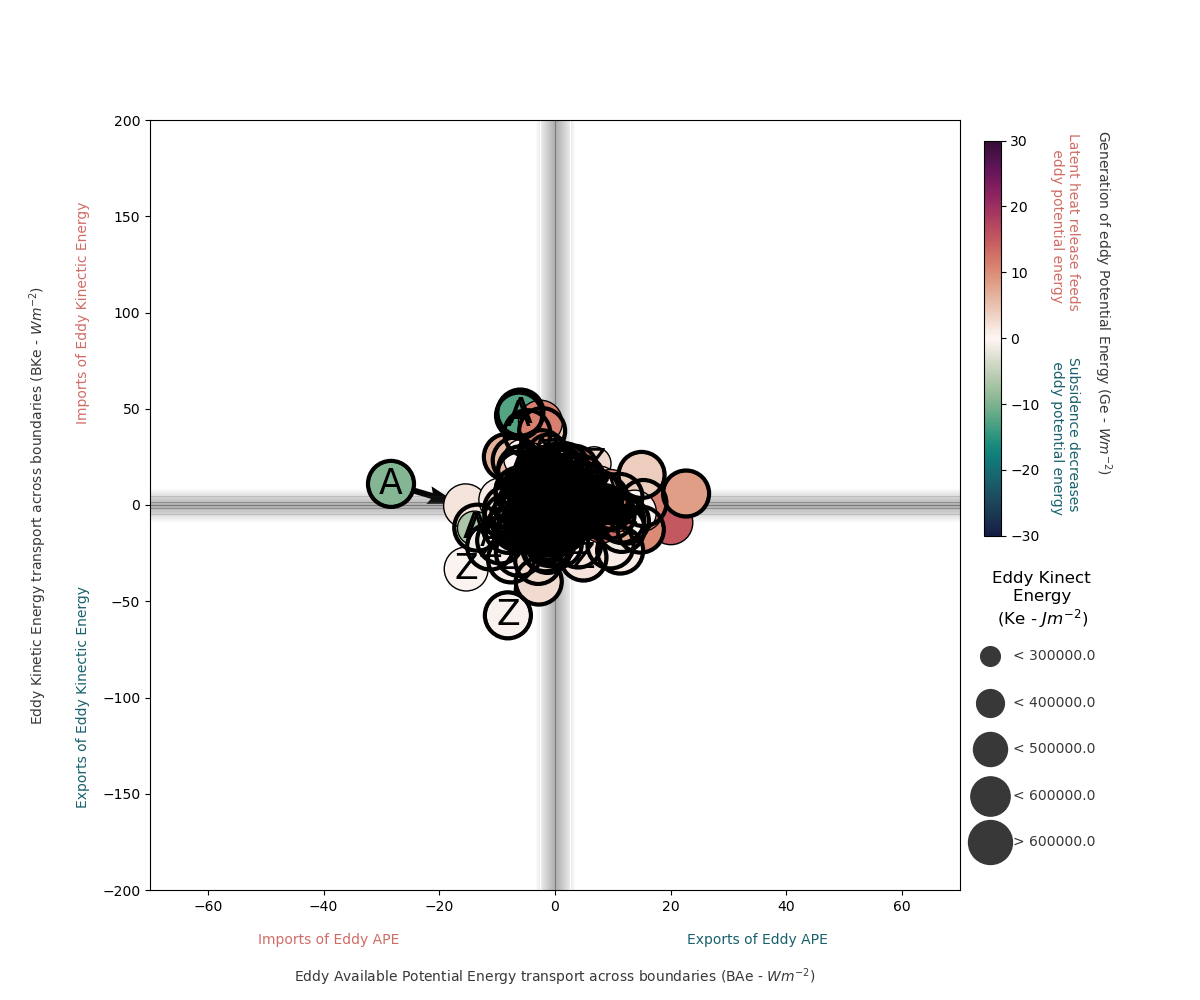 200
150
100
50
0
−50
−100
−150
−200
−60
−40
−20
0
20
40
60
Imports of Eddy APE
Exports of Eddy APE
Eddy Available Potential Energy transport across boundaries (BAe - Wm⁻²)
Eddy Kinetic Energy transport across boundaries (BKe - Wm⁻²)
Imports of Eddy Kinectic Energy
Exports of Eddy Kinectic Energy
A
A
A
Z
Z
Z
30
20
10
0
−10
−20
−30
Latent heat release feeds
eddy potential energy
Subsidence decreases
eddy potential energy
Generation of eddy Potential Energy (Ge - Wm⁻²)
Eddy Kinect
Energy
(Ke - Jm⁻²)
< 300000.0
< 400000.0
< 500000.0
< 600000.0
> 600000.0